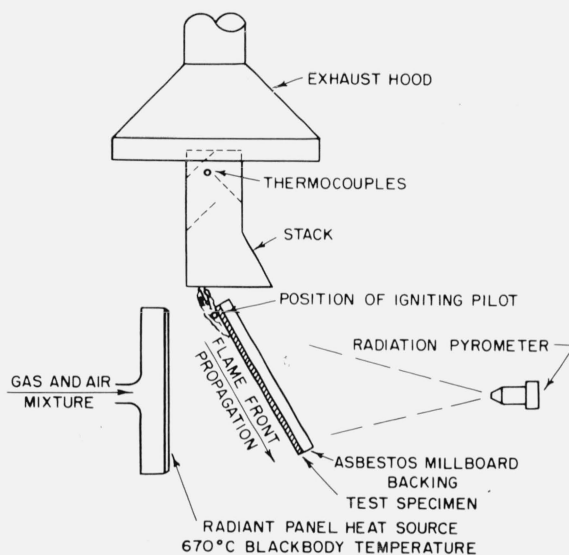 EXHAUST HOOD
THERMOCOUPLES
STACK
POSITION OF IGNITING PILOT
RADIATION PYROMETER
GAS AND AIR
MIXTURE
FLAME FRONT
PROPAGATION
ASBESTOS MILLBOARD
BACKING
TEST SPECIMEN
RADIANT PANEL HEAT SOURCE
670°C BLACKBODY TEMPERATURE